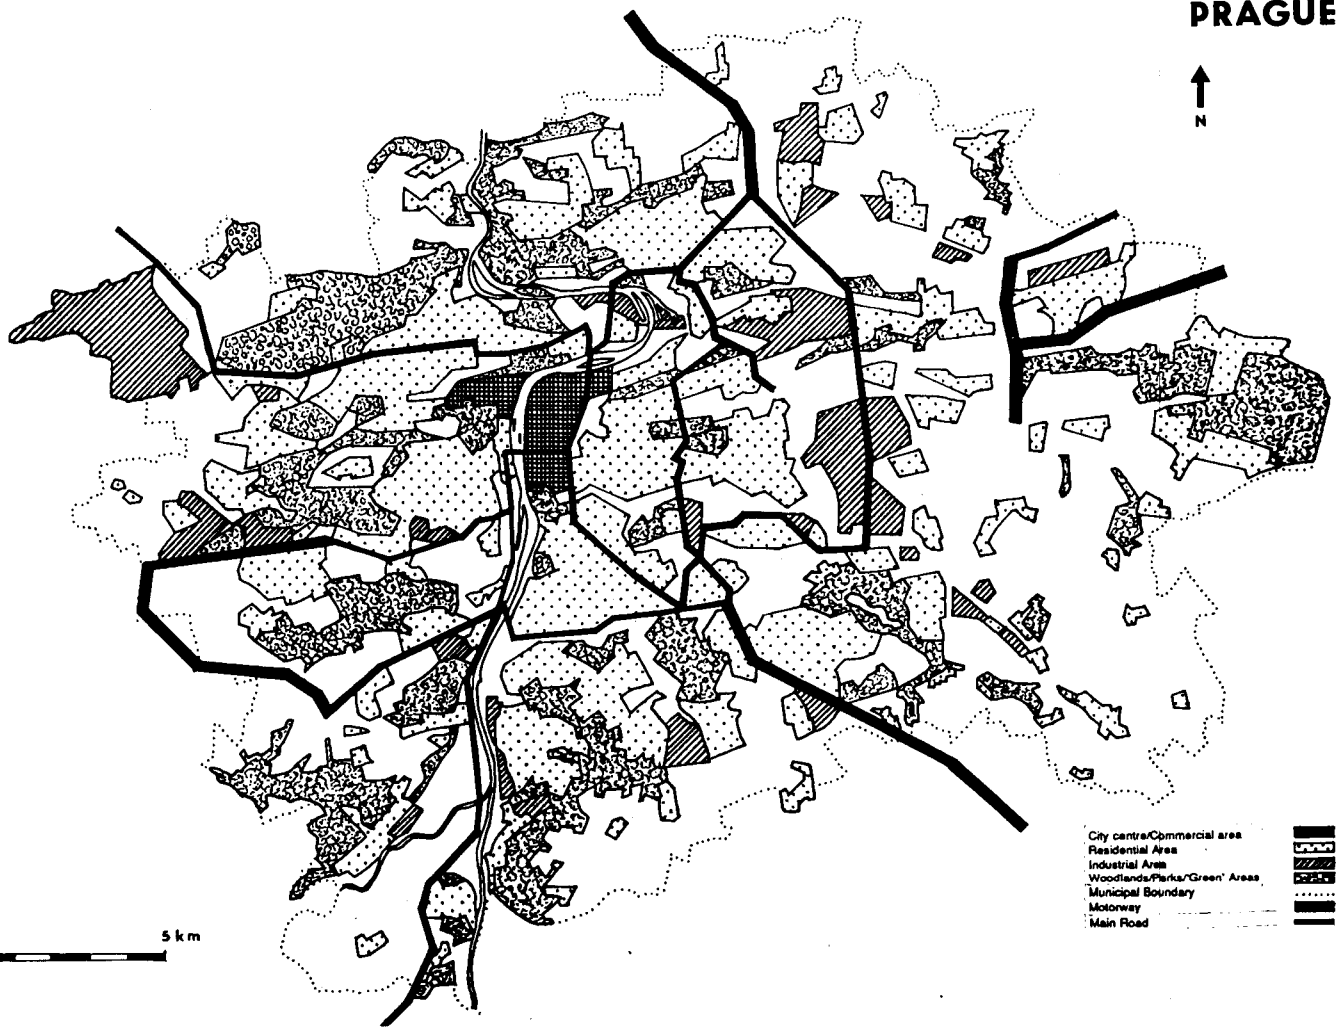 PRAGUE
N
City centre/Commercial area
Residential Area
Industrial Area
Woodlands/Parks/'Green' Areas
Municipal Boundary
Motorway
Main Road
5 km